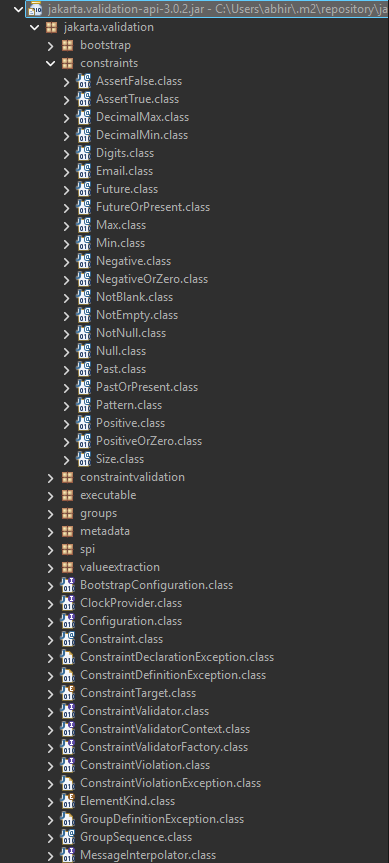 jakarta.validation-api-3.0.2.jar - C:\Users\abhir\.m2\repository\ja
jakarta.validation
bootstrap
constraints
AssertFalse.class
AssertTrue.class
DecimalMax.class
DecimalMin.class
Digits.class
Email.class
Future.class
FutureOrPresent.class
Max.class
Min.class
Negative.class
NegativeOrZero.class
NotBlank.class
NotEmpty.class
NotNull.class
Null.class
Past.class
PastOrPresent.class
Pattern.class
Positive.class
PositiveOrZero.class
Size.class
constraintvalidation
executable
groups
metadata
spi
valueextraction
BootstrapConfiguration.class
ClockProvider.class
Configuration.class
Constraint.class
ConstraintDeclarationException.class
ConstraintDefinitionException.class
ConstraintTarget.class
ConstraintValidator.class
ConstraintValidatorContext.class
ConstraintValidatorFactory.class
ConstraintViolation.class
ConstraintViolationException.class
ElementKind.class
GroupDefinitionException.class
GroupSequence.class
MessageInterpolator.class